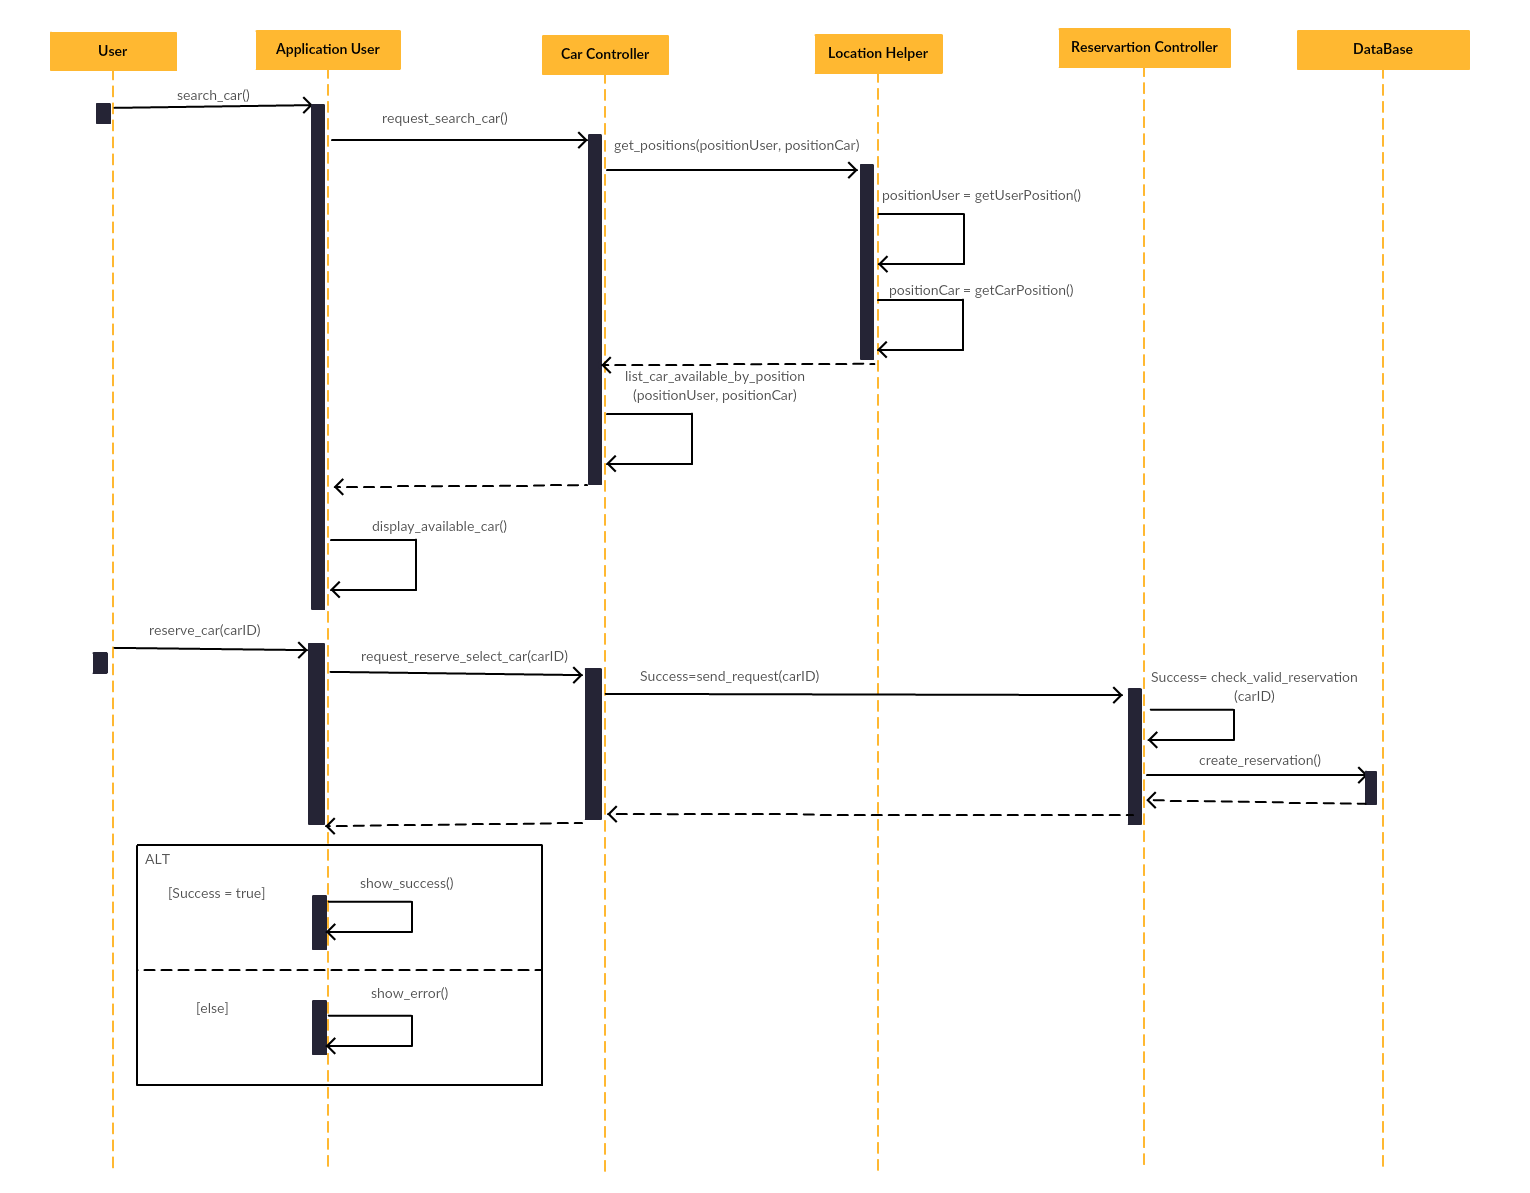 User
Application User
Car Controller
Location Helper
Reservartion Controller
DataBase
search_car()
request_search_car()
get_positions(positionUser, positionCar)
positionUser = getUserPosition()
positionCar = getCarPosition()
list_car_available_by_position
(positionUser, positionCar)
display_available_car()
reserve_car(carID)
request_reserve_select_car(carID)
Success=send_request(carID)
Success= check_valid_reservation
(carID)
create_reservation()
ALT
[Success = true]
show_success()
[else]
show_error()